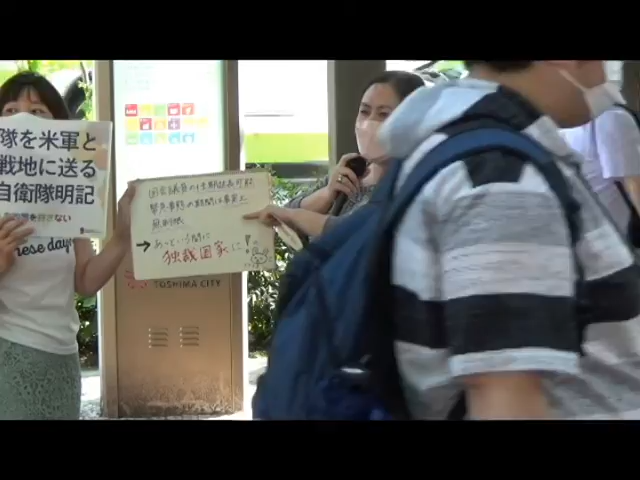 隊を米軍と
戦地に送る
自衛隊明記
国会議員の任期延長可能
緊急事態の期間は事実上
無制限
→あっという間に
独裁国家に!
nese days
TOSHIMA CITY